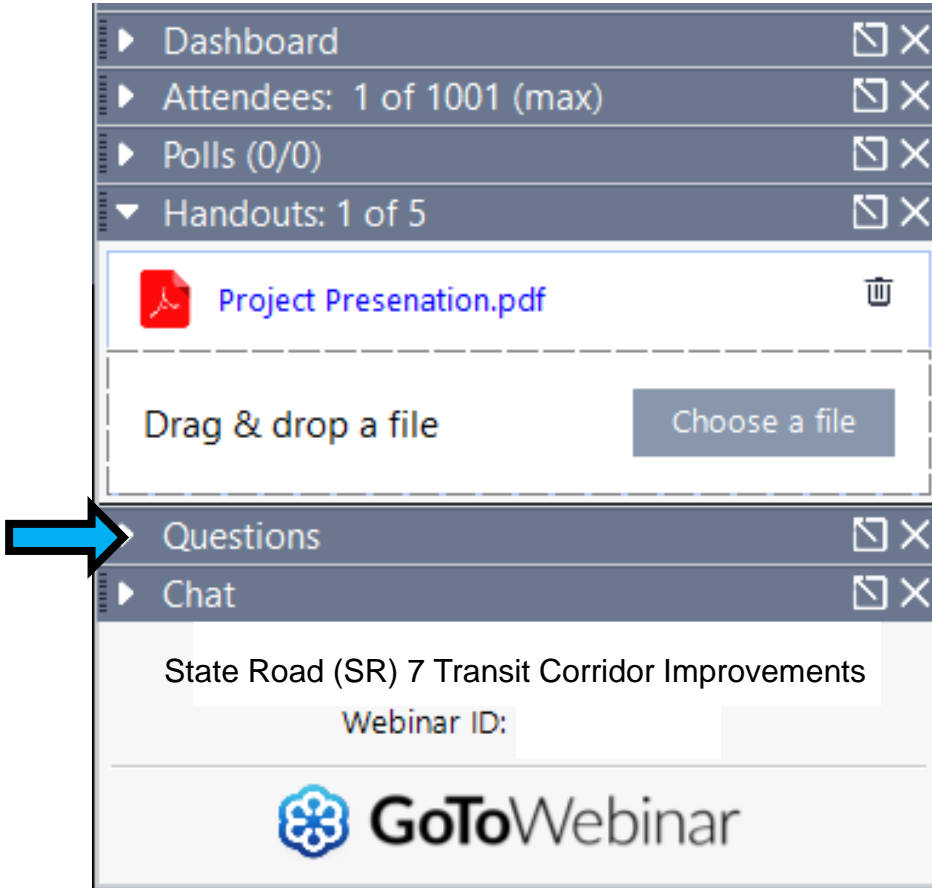 Dashboard
Attendees: 1 of 1001 (max)
Polls (0/0)
Handouts: 1 of 5
Project Presenation.pdf
Drag & drop a file
Choose a file
Questions
Chat
State Road (SR) 7 Transit Corridor Improvements
Webinar ID:
GoToWebinar